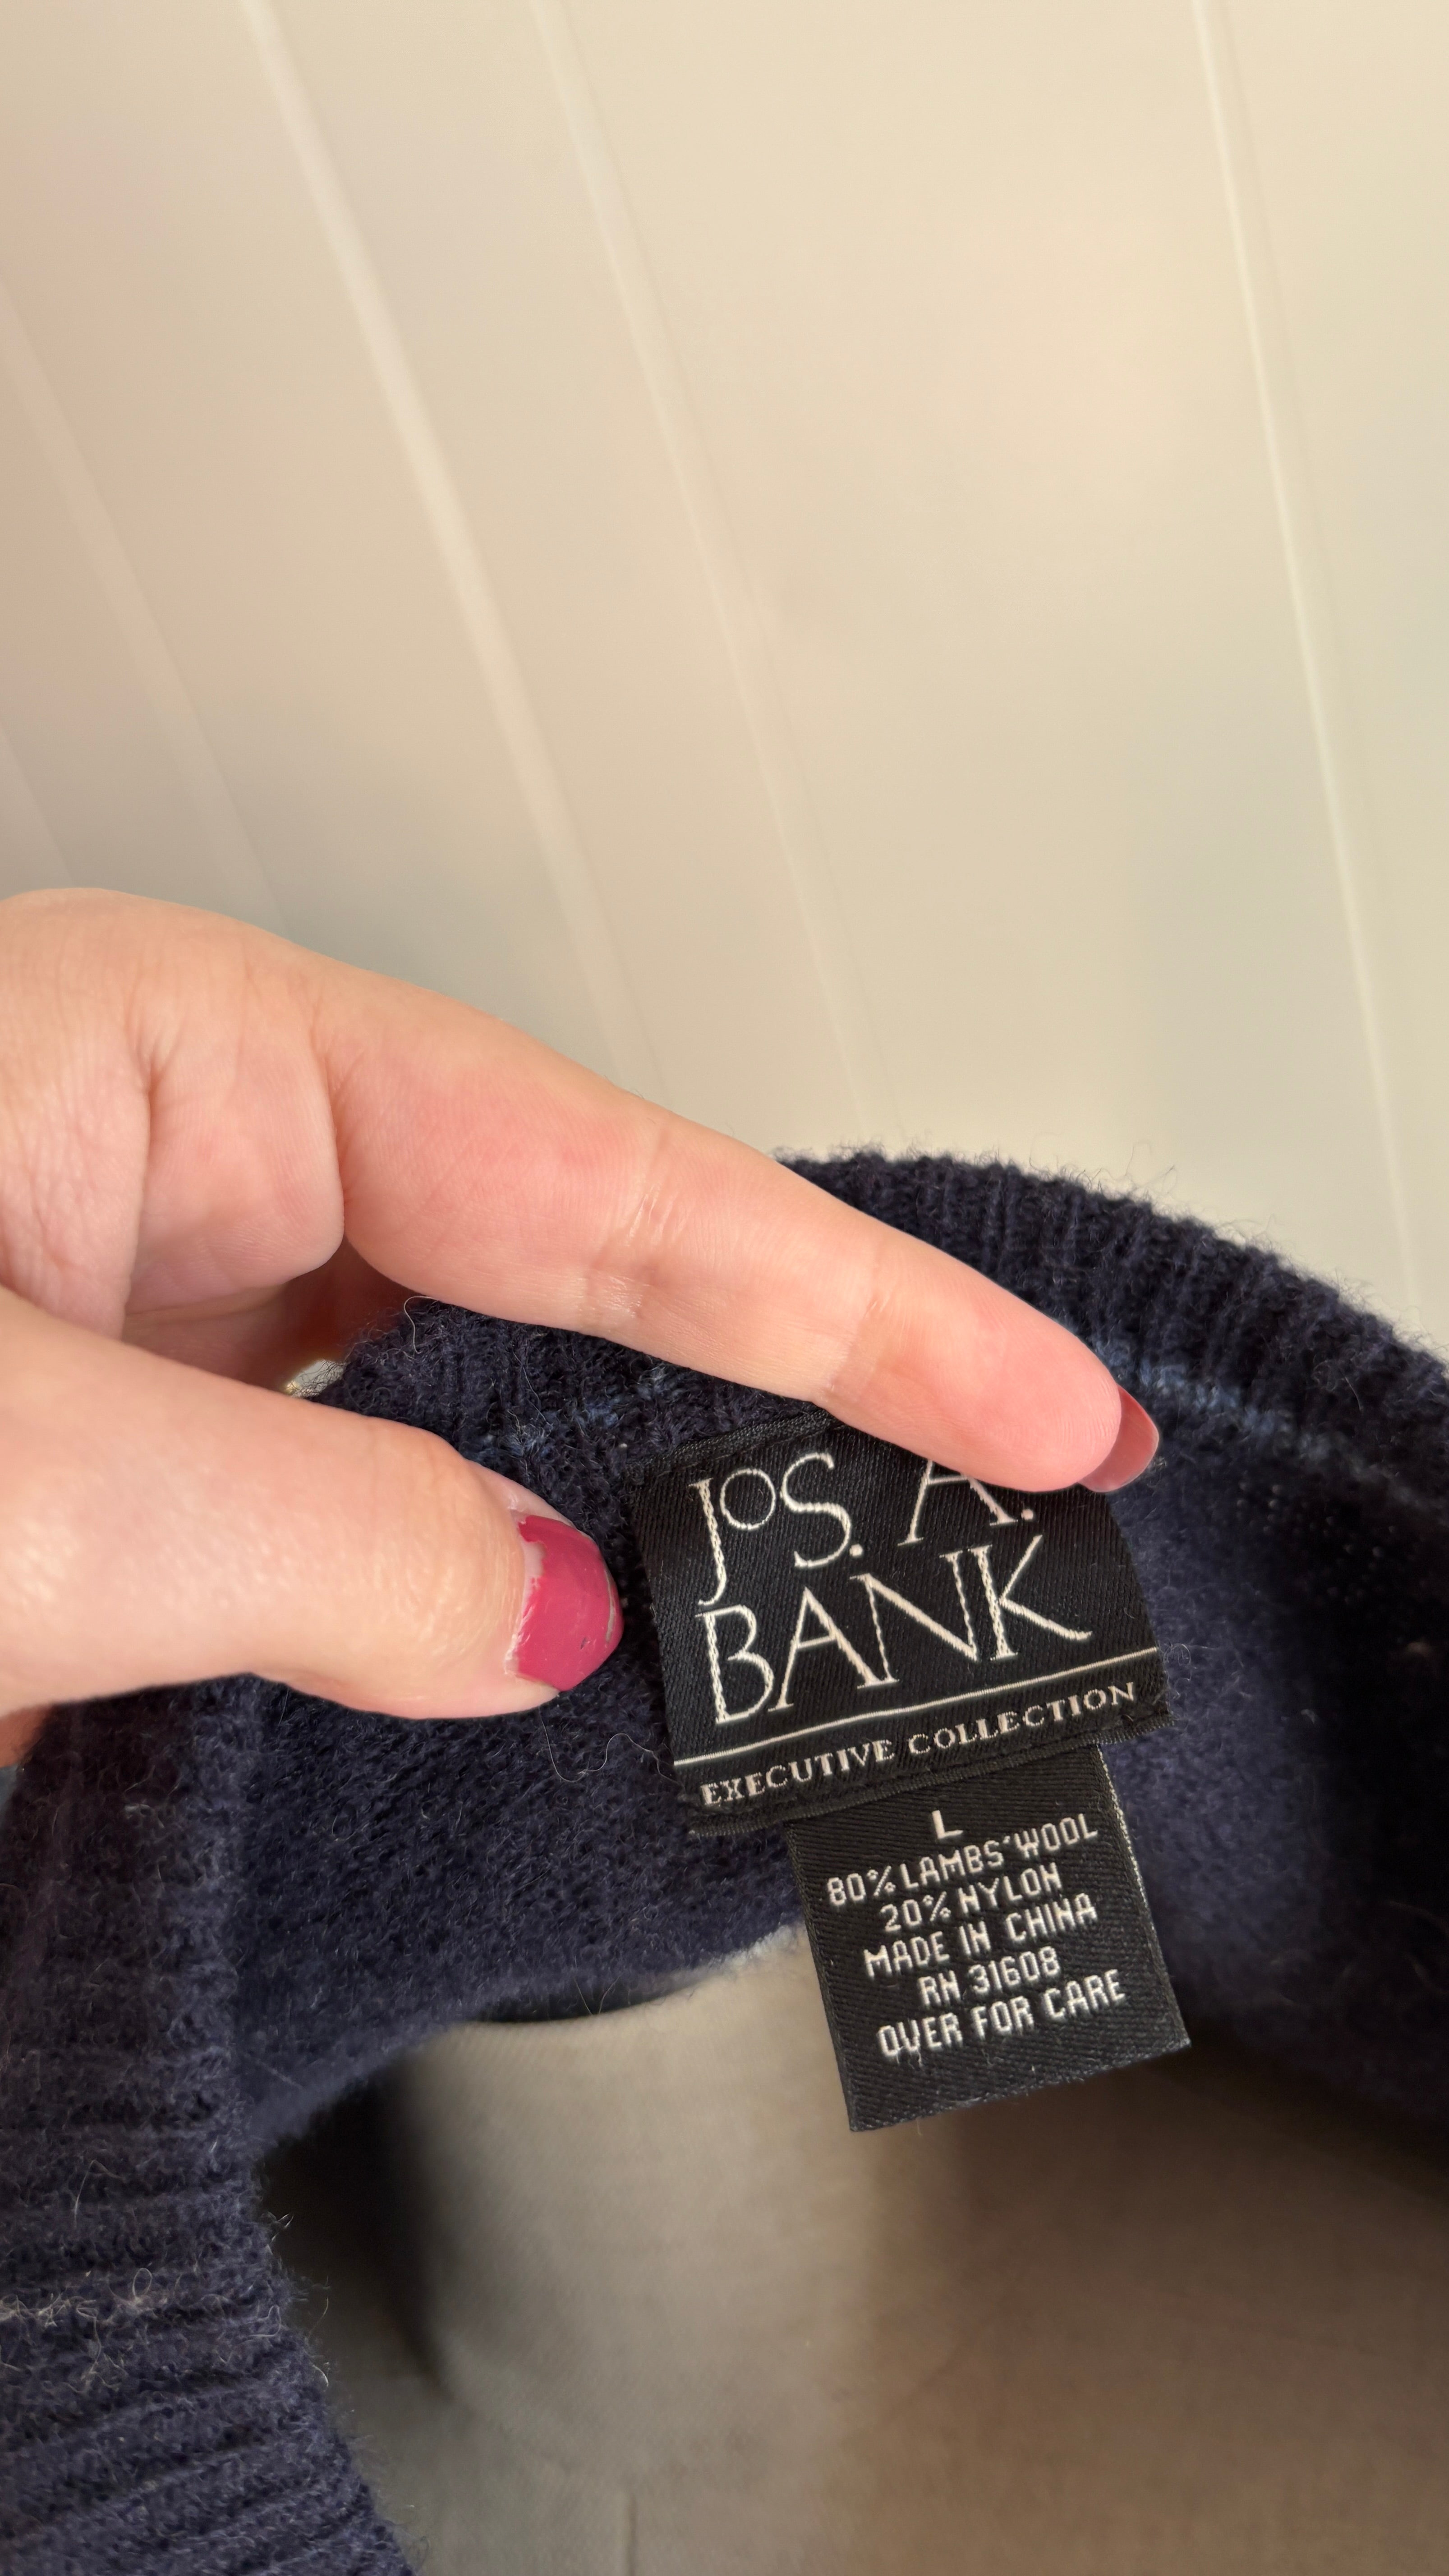 JOS. A.
BANK
EXECUTIVE COLLECTION
L
80% LAMBS' WOOL
20% NYLON
MADE IN CHINA
RN 31608
OVER FOR CARE